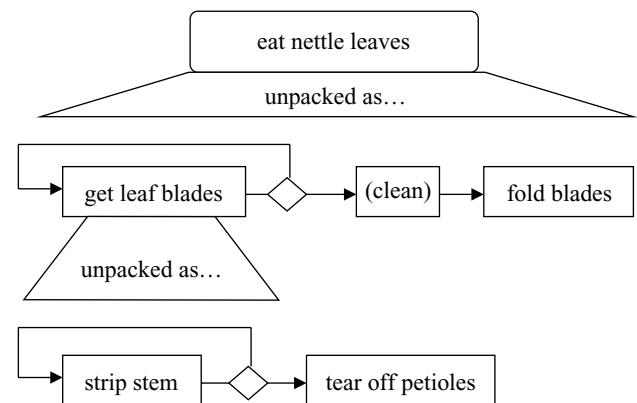 eat nettle leaves
unpacked as…
get leaf blades
(clean)
fold blades
unpacked as…
strip stem
tear off petioles